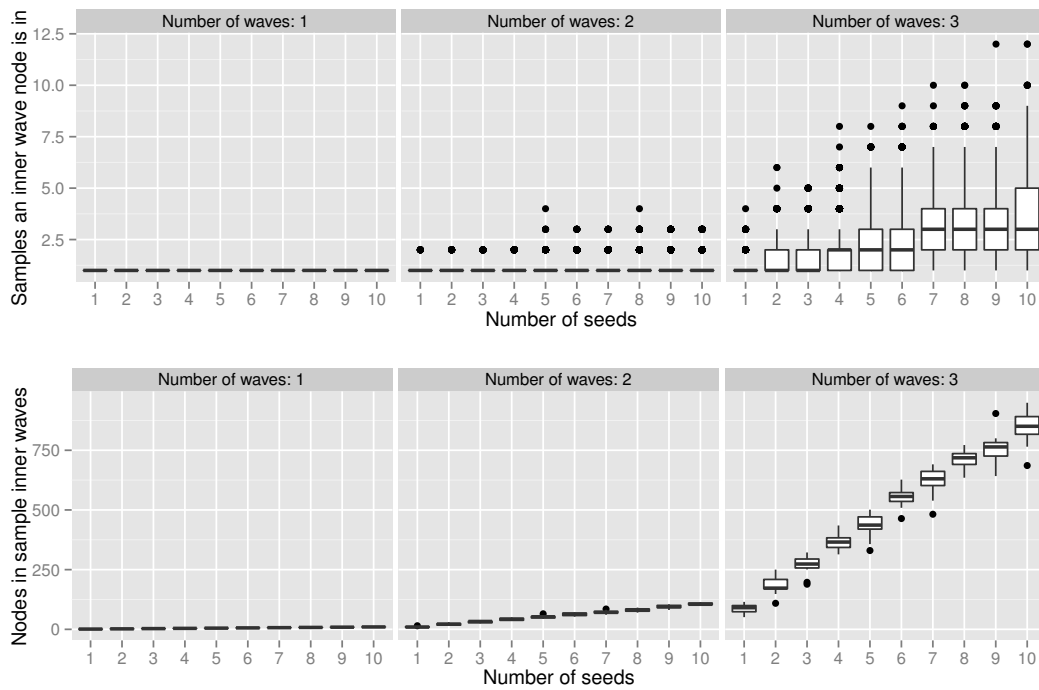 Number of waves: 1
Number of waves: 2
Number of waves: 3
Samples an inner wave node is in
12.5
10.0
7.5
5.0
2.5
1 2 3 4 5 6 7 8 9 10
1 2 3 4 5 6 7 8 9 10
1 2 3 4 5 6 7 8 9 10
Number of seeds
Number of waves: 1
Number of waves: 2
Number of waves: 3
Nodes in sample inner waves
750
500
250
0
1 2 3 4 5 6 7 8 9 10
1 2 3 4 5 6 7 8 9 10
1 2 3 4 5 6 7 8 9 10
Number of seeds